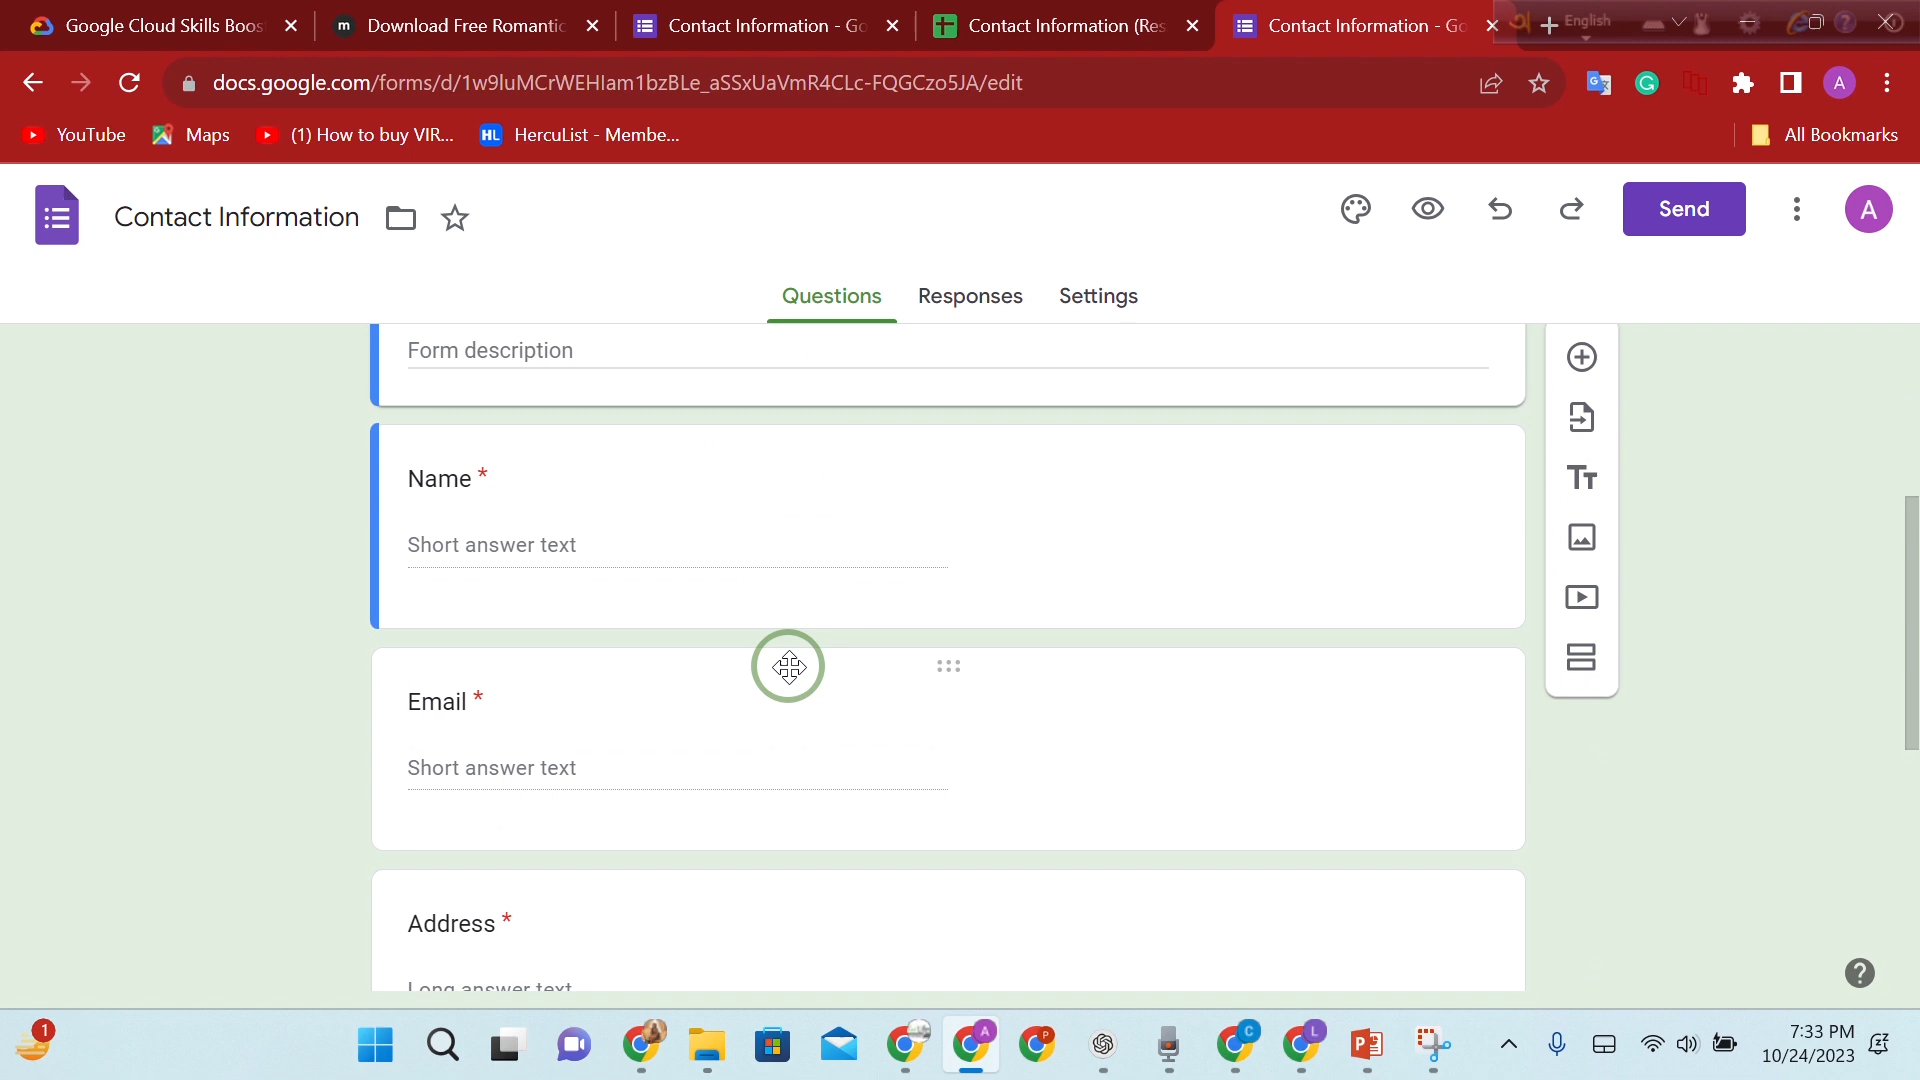 Google Cloud Skills Boos
Download Free Romantic
Contact Information - Go
Contact Information (Res
Contact Information - Go
English
docs.google.com/forms/d/1w9luMCrWEHIam1bzBLe_aSSxUaVmR4CLc-FQGCzo5JA/edit
A
YouTube
Maps
(1) How to buy VIR...
HL HercuList - Membe...
All Bookmarks
Contact Information
Send
A
Questions
Responses
Settings
Form description
Name *
Short answer text
Email *
Short answer text
Address *
Long answer text
1
7:33 PM
10/24/2023